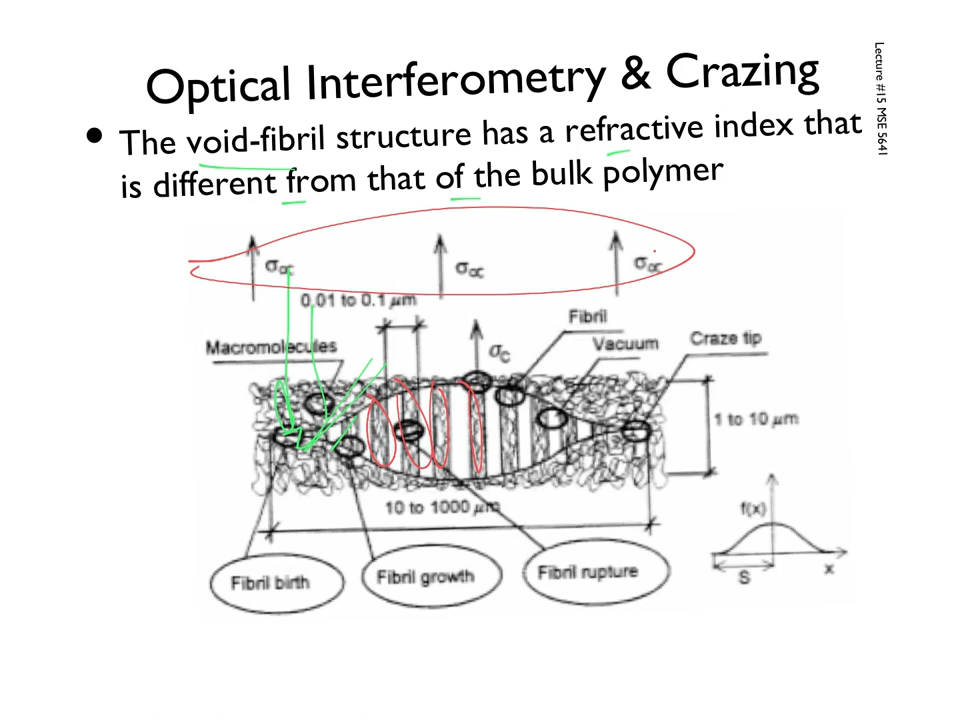 Lecture #15 MSE 5641
Optical Interferometry & Crazing
• The void-fibril structure has a refractive index that
is different from that of the bulk polymer
σ∞ σ∞ σ∞
0.01 to 0.1 μm
Fibril
Macromolecules
σc
Vacuum
Craze tip
1 to 10 μm
10 to 1000 μm
f(x)
Fibril birth
Fibril growth
Fibril rupture
S
x